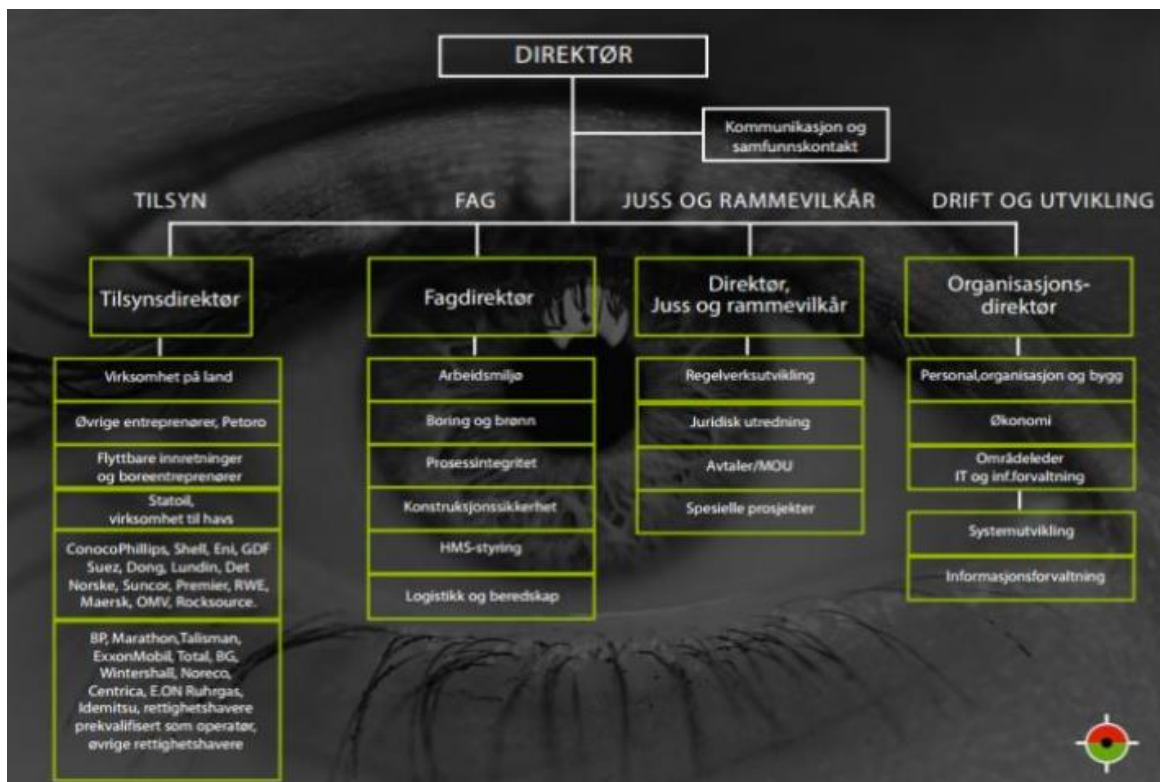 DIREKTØR
Kommunikasjon og
samfunnskontakt
TILSYN
FAG
JUSS OG RAMMEVILKÅR
DRIFT OG UTVIKLING
Tilsynsdirektør
Fagdirektør
Direktør,
Juss og rammevilkår
Organisasjons-
direktør
Virksomhet på land
Øvrige entreprenører, Petoro
Flyttbare innretninger
og boreentreprenører
Statoil,
virksomhet til havs
ConocoPhillips, Shell, Eni, GDF
Suez, Dong, Lundin, Det
Norske, Suncor, Premier, RWE,
Maersk, OMV, Rocksource.
BP, Marathon,Talisman,
ExxonMobil, Total, BG,
Wintershall, Noreco,
Centrica, E.ON Ruhrgas,
Idemitsu, rettighetshavere
prekvalifisert som operatør,
øvrige rettighetshavere
Arbeidsmiljø
Boring og brønn
Prosessintegritet
Konstruksjonssikkerhet
HMS-styring
Logistikk og beredskap
Regelverksutvikling
Juridisk utredning
Avtaler/MOU
Spesielle prosjekter
Personal,organisasjon og bygg
Økonomi
Områdeleder
IT og inf.forvaltning
Systemutvikling
Informasjonsforvaltning